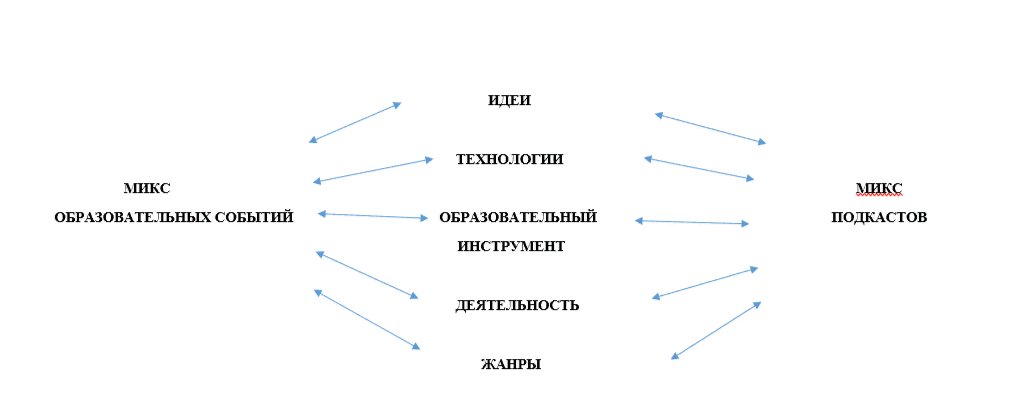 ИДЕИ
ТЕХНОЛОГИИ
МИКС
ОБРАЗОВАТЕЛЬНЫХ СОБЫТИЙ
ОБРАЗОВАТЕЛЬНЫЙ
ИНСТРУМЕНТ
ДЕЯТЕЛЬНОСТЬ
ЖАНРЫ
МИКС
ПОДКАСТОВ